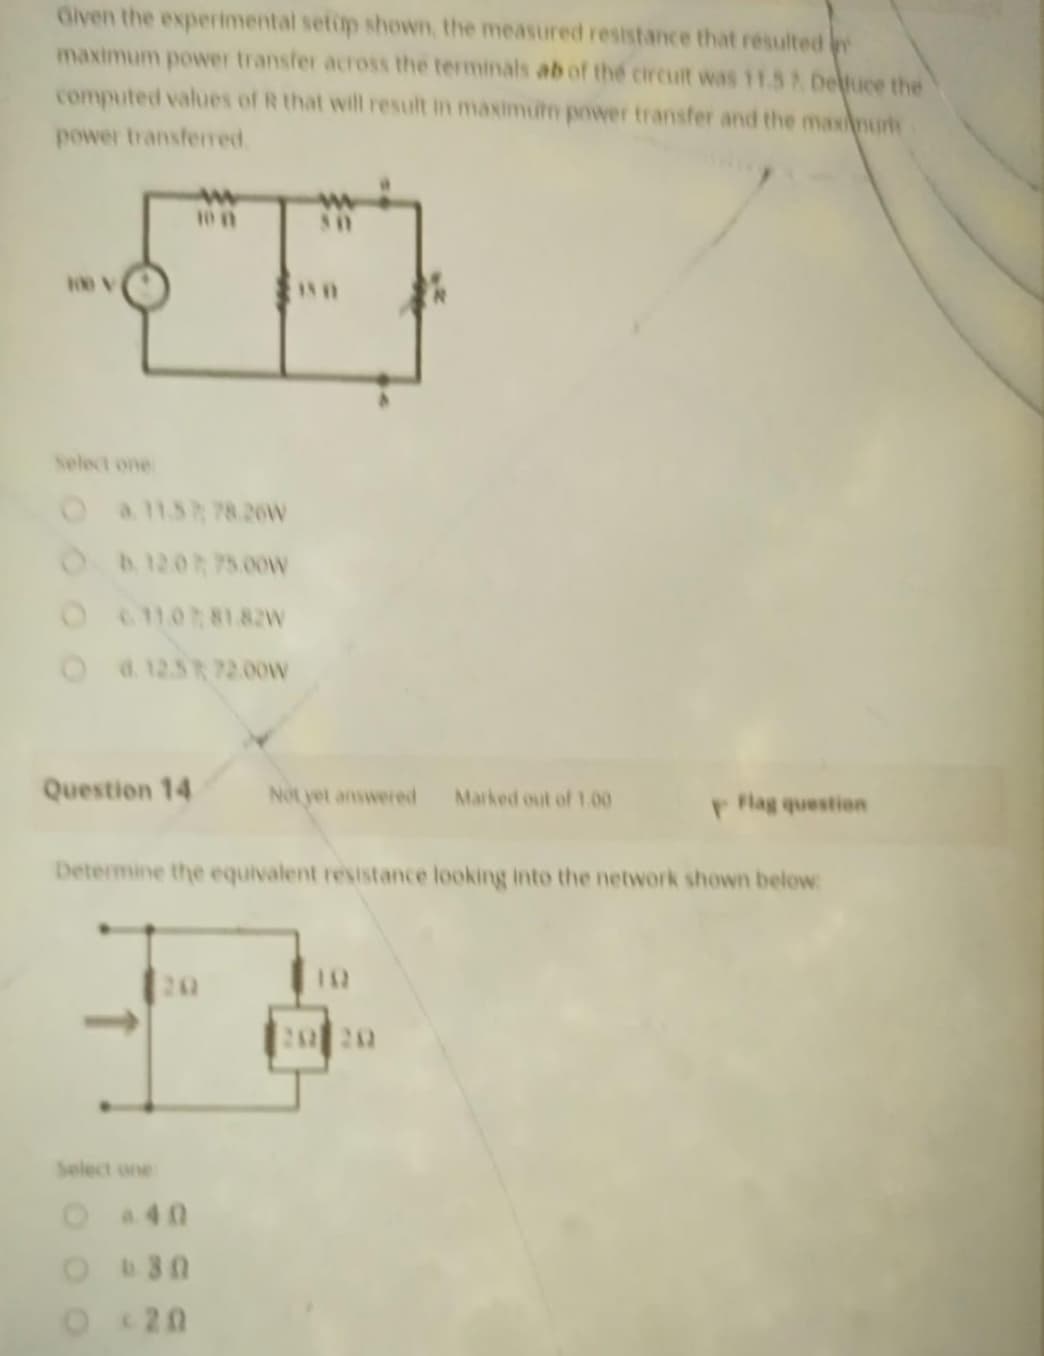 Given the experimental setup shown, the measured resistance that resulted in
maximum power transfer across the terminals ab of the circuit was 11.5 ?. Deduce the
computed values of R that will result in maximum power transfer and the maximum
power transferred.
a
10 Ω
5 Ω
100 V
15 Ω
R
b
Select one:
a. 11.5 ?; 78.26W
b. 12.0 ?; 75.00W
c. 11.0 ?; 81.82W
d. 12.5 ?; 72.00W
Question 14
Not yet answered
Marked out of 1.00
Flag question
Determine the equivalent resistance looking into the network shown below:
2Ω
1Ω
2Ω
2Ω
Select one:
a. 4 Ω
b. 3 Ω
c. 2 Ω